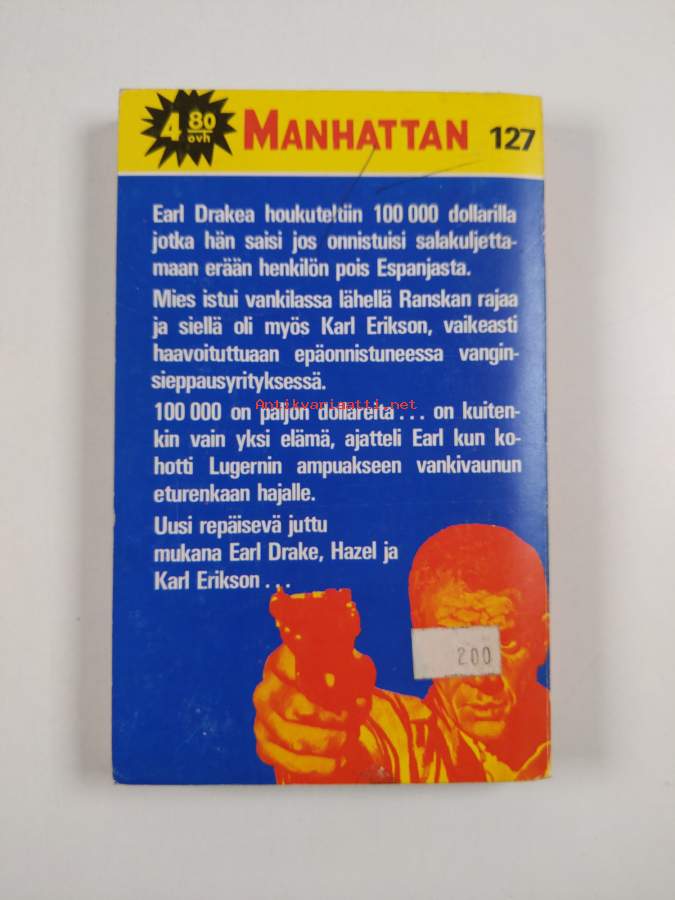 4 80 ovh MANHATTAN 127
Earl Drakea houkuteltiin 100 000 dollarilla
jotka hän saisi jos onnistuisi salakuljetta-
maan erään henkilön pois Espanjasta.
Mies istui vankilassa lähellä Ranskan rajaa
ja siellä oli myös Karl Erikson, vaikeasti
haavoituttuaan epäonnistuneessa vangin-
sieppausyrityksessä.
Antikvariaatti.net
100 000 on paljon dollareita... on kuiten-
kin vain yksi elämä, ajatteli Earl kun ko-
hotti Lugernin ampuakseen vankivaunun
eturenkaan hajalle.
Uusi repäisevä juttu
mukana Earl Drake, Hazel ja
Karl Erikson...
200